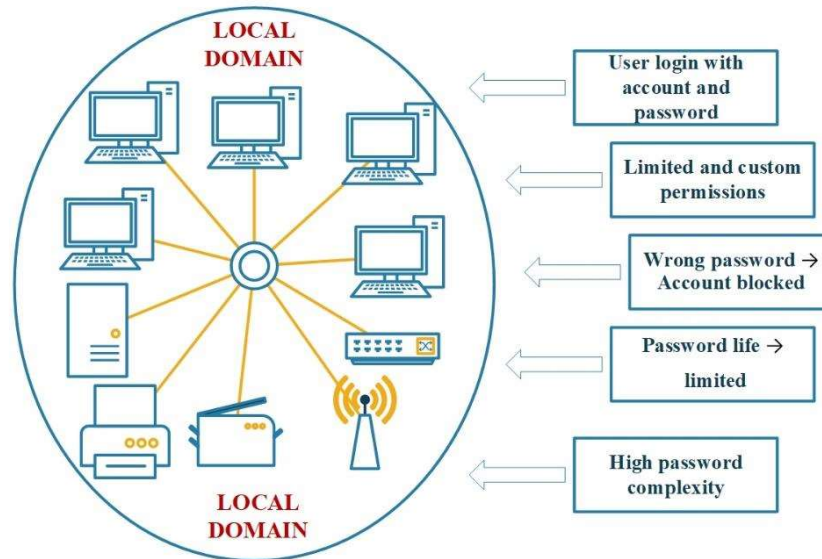 LOCAL
DOMAIN
User login with
account and
password
Limited and custom
permissions
Wrong password →
Account blocked
Password life →
limited
High password
complexity
LOCAL
DOMAIN